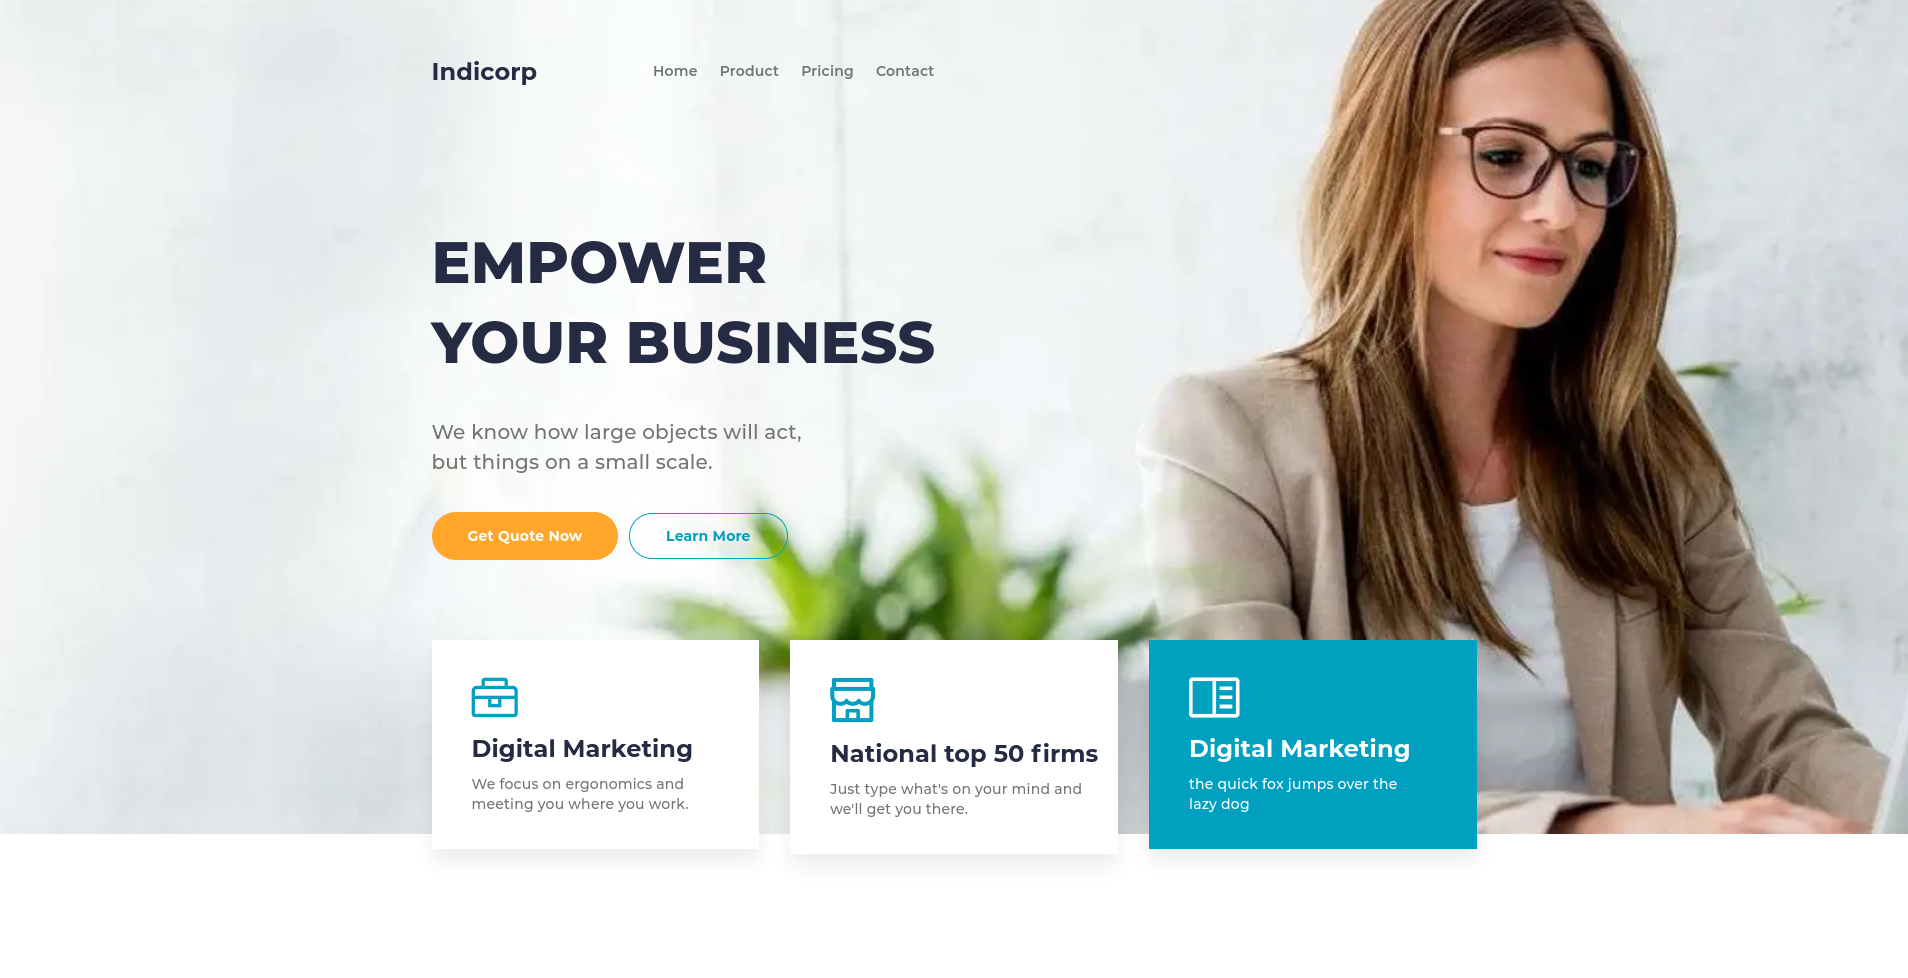 Indicorp
Home Product Pricing Contact
EMPOWER
YOUR BUSINESS
We know how large objects will act,
but things on a small scale.
Get Quote Now
Learn More
Digital Marketing
We focus on ergonomics and
meeting you where you work.
National top 50 firms
Just type what's on your mind and
we'll get you there.
Digital Marketing
the quick fox jumps over the
lazy dog